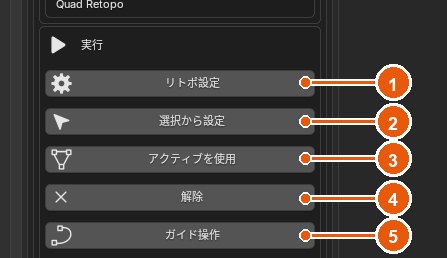 Quad Retopo
実行
リトポ設定 1
選択から設定 2
アクティブを使用 3
解除 4
ガイド操作 5